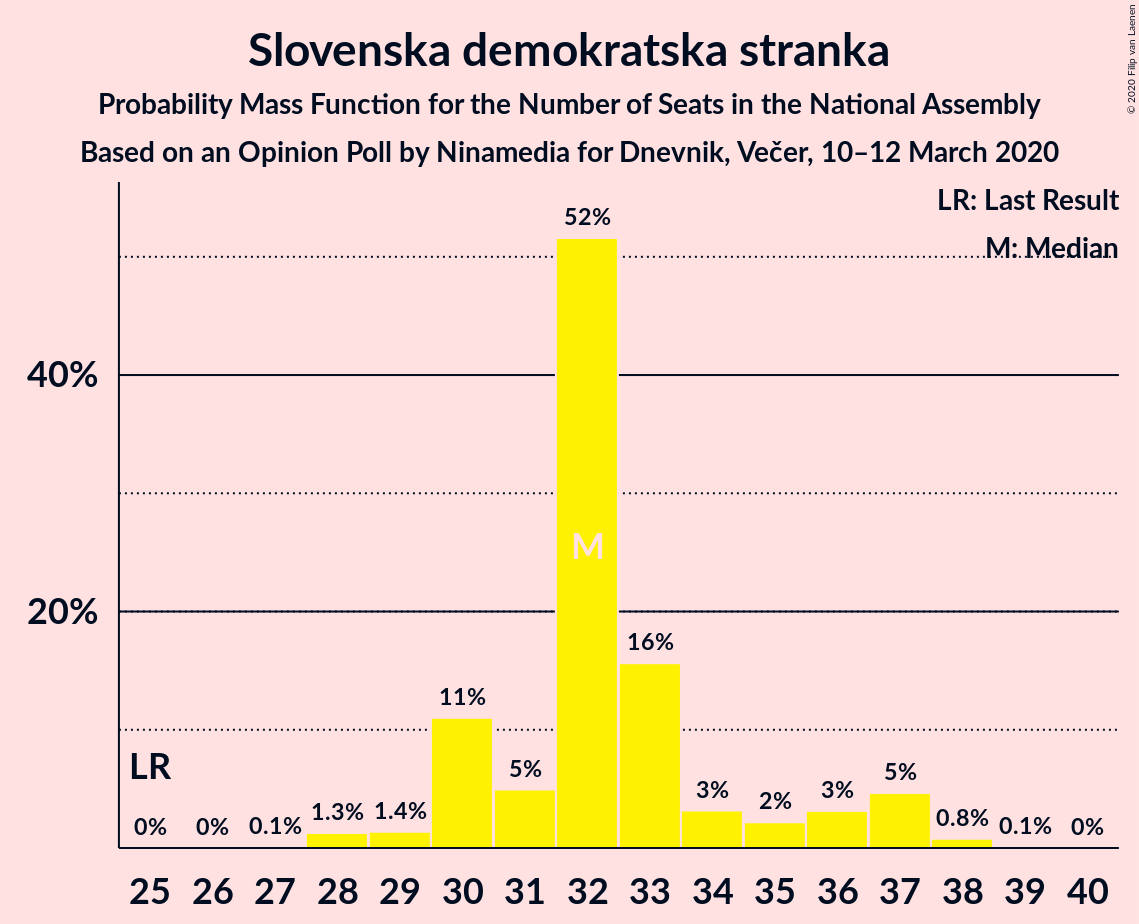 Slovenska demokratska stranka
Probability Mass Function for the Number of Seats in the National Assembly
Based on an Opinion Poll by Ninamedia for Dnevnik, Večer, 10–12 March 2020
© 2020 Filip van Laenen
LR: Last Result
M: Median
52%
40%
M
20%
16%
11%
LR
5%
5%
3%
2%
3%
1.3%
1.4%
0.8%
0%
0%
0.1%
0.1%
0%
25 26 27 28 29 30 31 32 33 34 35 36 37 38 39 40